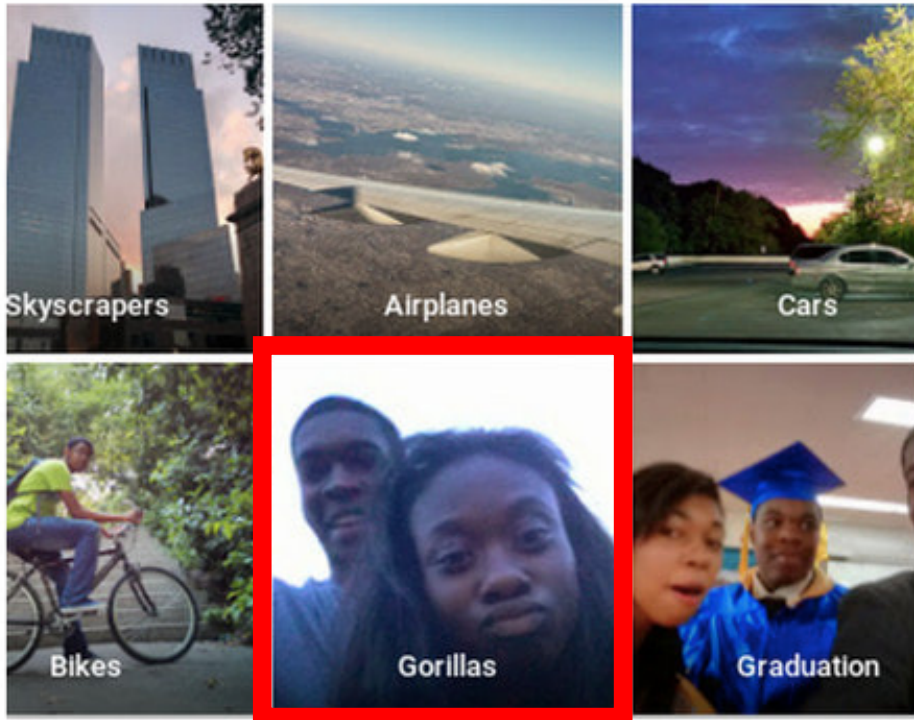 Skyscrapers
Airplanes
Cars
Bikes
Gorillas
Graduation